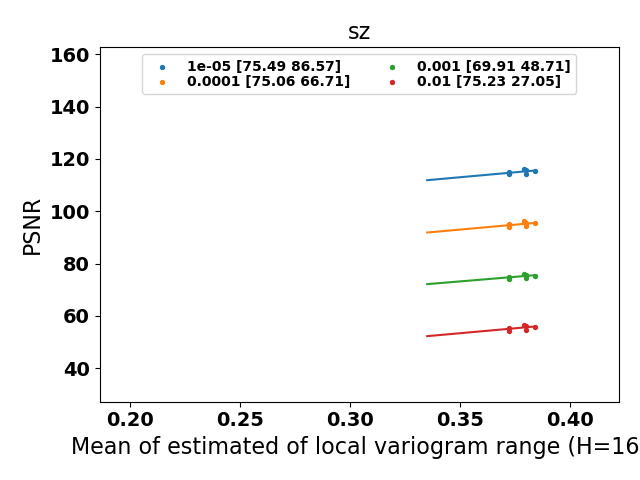 sz
1e-05 [75.49 86.57]
0.0001 [75.06 66.71]
0.001 [69.91 48.71]
0.01 [75.23 27.05]
PSNR
160
140
120
100
80
60
40
0.20 0.25 0.30 0.35 0.40
Mean of estimated of local variogram range (H=16